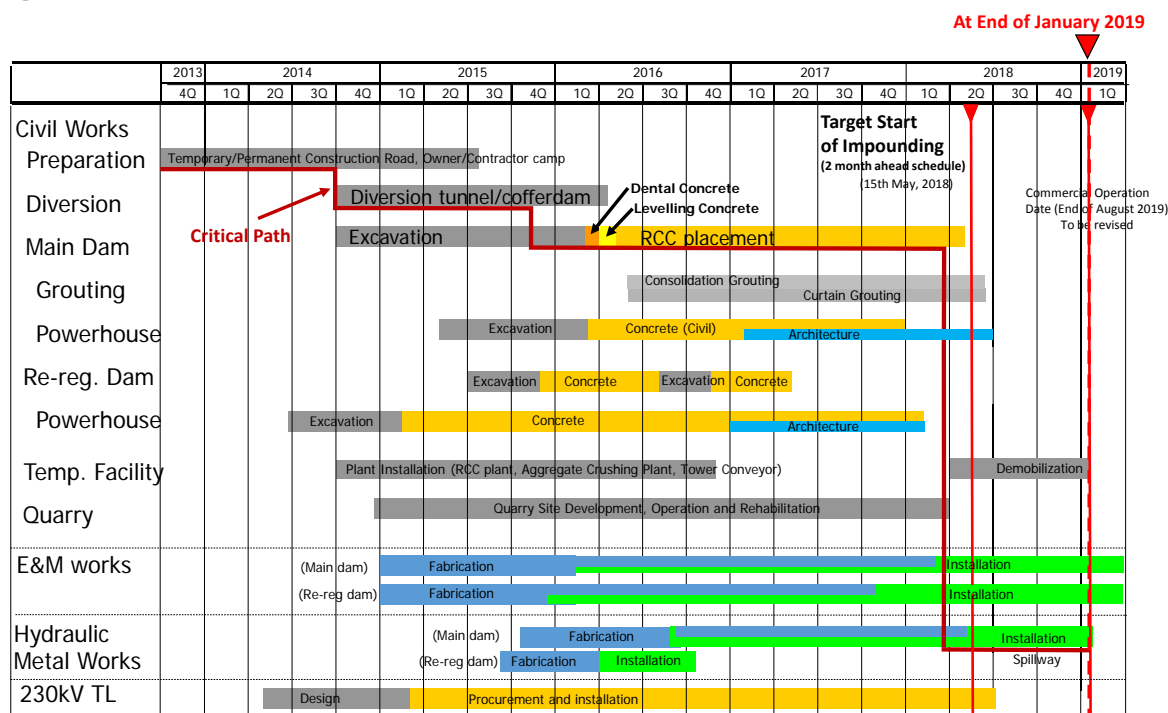 At End of January 2019
2013 2014 2015 2016 2017 2018 2019
4Q 1Q 2Q 3Q 4Q 1Q 2Q 3Q 4Q 1Q 2Q 3Q 4Q 1Q 2Q 3Q 4Q 1Q 2Q 3Q 4Q 1Q
Target Start
of Impounding
(2 month ahead schedule)
(15th May, 2018)
Commercial Operation
Date (End of August 2019)
To be revised
Civil Works
Preparation Temporary/Permanent Construction Road, Owner/Contractor camp
Dental Concrete
Diversion Diversion tunnel/cofferdam Levelling Concrete
Critical Path
Main Dam Excavation RCC placement
Grouting Consolidation Grouting
Curtain Grouting
Powerhouse Excavation Concrete (Civil) Architecture
Re-reg. Dam Excavation Concrete Excavation Concrete
Powerhouse Excavation Concrete Architecture
Temp. Facility Plant Installation (RCC plant, Aggregate Crushing Plant, Tower Conveyor) Demobilization
Quarry Quarry Site Development, Operation and Rehabilitation
E&M works (Main dam) Fabrication Installation
(Re-reg dam) Fabrication Installation
Hydraulic (Main dam) Fabrication Installation
Metal Works (Re-reg dam) Fabrication Installation Spillway
230kV TL Design Procurement and installation